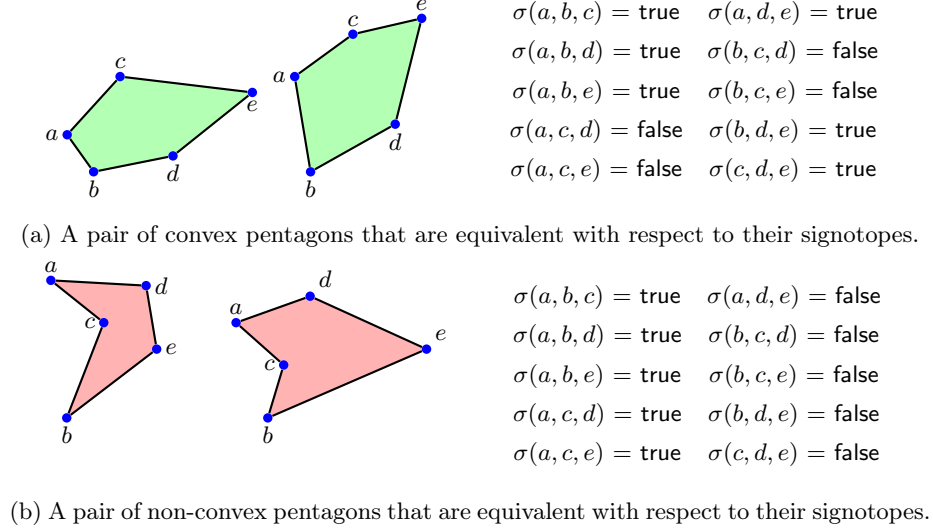 c
a
b
d
e
a
c
e
d
b
σ(a, b, c) = true σ(a, d, e) = true
σ(a, b, d) = true σ(b, c, d) = false
σ(a, b, e) = true σ(b, c, e) = false
σ(a, c, d) = false σ(b, d, e) = true
σ(a, c, e) = false σ(c, d, e) = true
(a) A pair of convex pentagons that are equivalent with respect to their signotopes.
a
d
c
e
b
a
d
c
e
b
σ(a, b, c) = true σ(a, d, e) = false
σ(a, b, d) = true σ(b, c, d) = false
σ(a, b, e) = true σ(b, c, e) = false
σ(a, c, d) = true σ(b, d, e) = false
σ(a, c, e) = true σ(c, d, e) = false
(b) A pair of non-convex pentagons that are equivalent with respect to their signotopes.